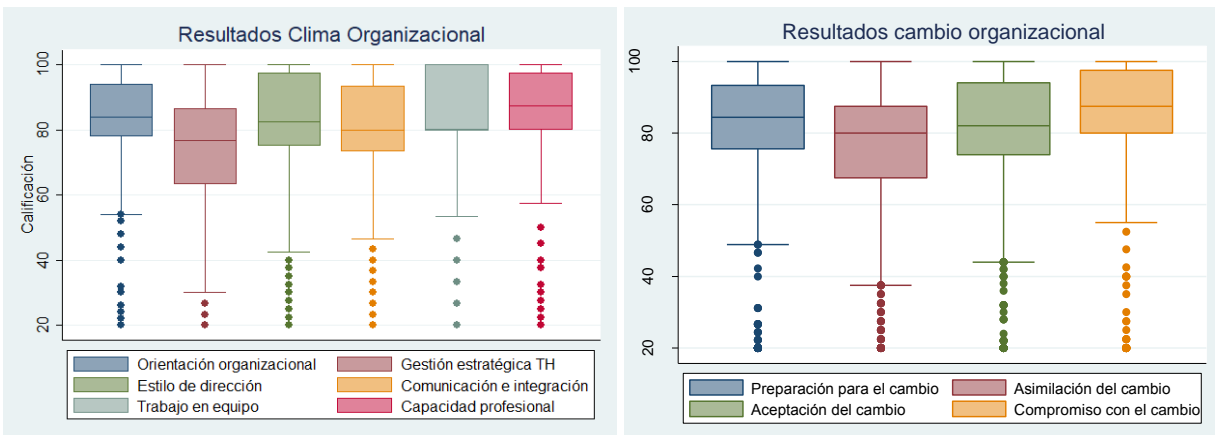 Resultados Clima Organizacional
Calificación
100
80
60
40
20
Orientación organizacional Gestión estratégica TH
Estilo de dirección Comunicación e integración
Trabajo en equipo Capacidad profesional
Resultados cambio organizacional
100
80
60
40
20
Preparación para el cambio Asimilación del cambio
Aceptación del cambio Compromiso con el cambio